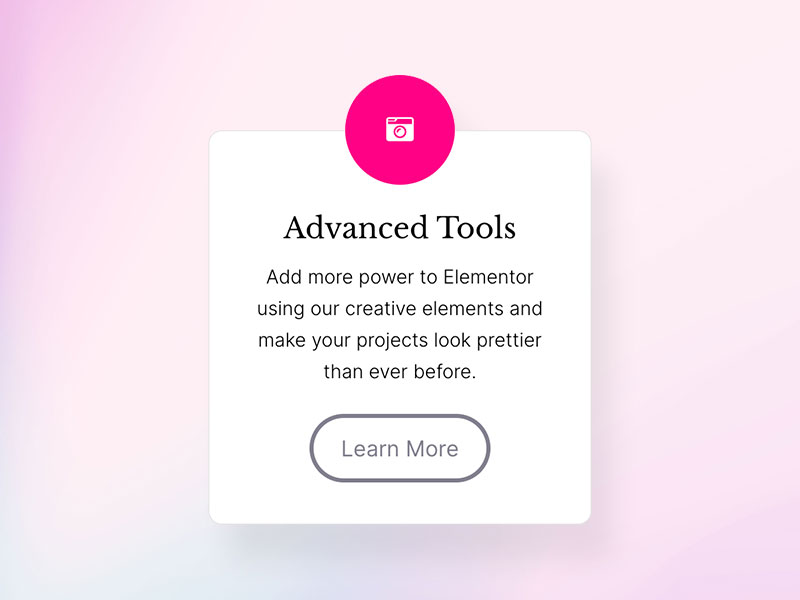 Advanced Tools
Add more power to Elementor
using our creative elements and
make your projects look prettier
than ever before.
Learn More